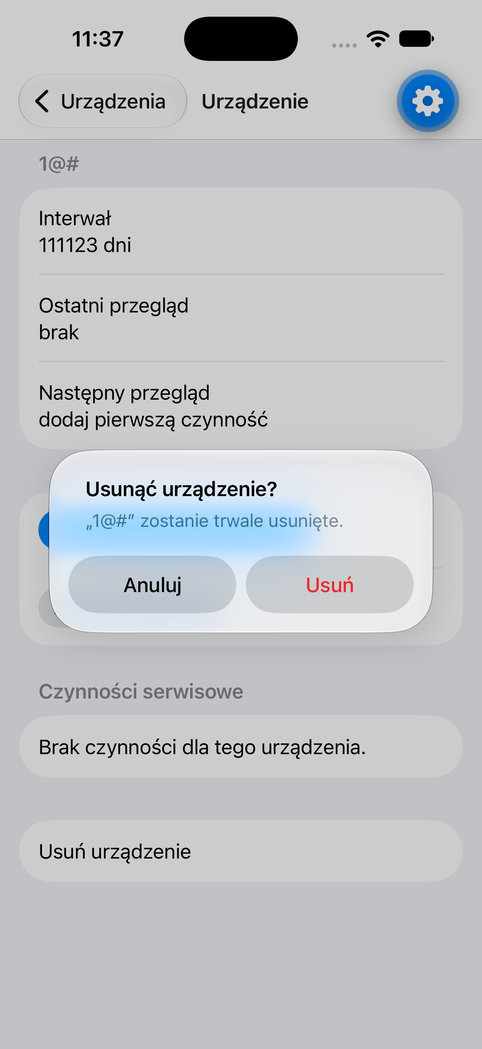 11:37
Urządzenia
Urządzenie
1@#
Interwał
111123 dni
Ostatni przegląd
brak
Następny przegląd
dodaj pierwszą czynność
Usunąć urządzenie?
„1@#” zostanie trwale usunięte.
Anuluj
Usuń
Czynności serwisowe
Brak czynności dla tego urządzenia.
Usuń urządzenie